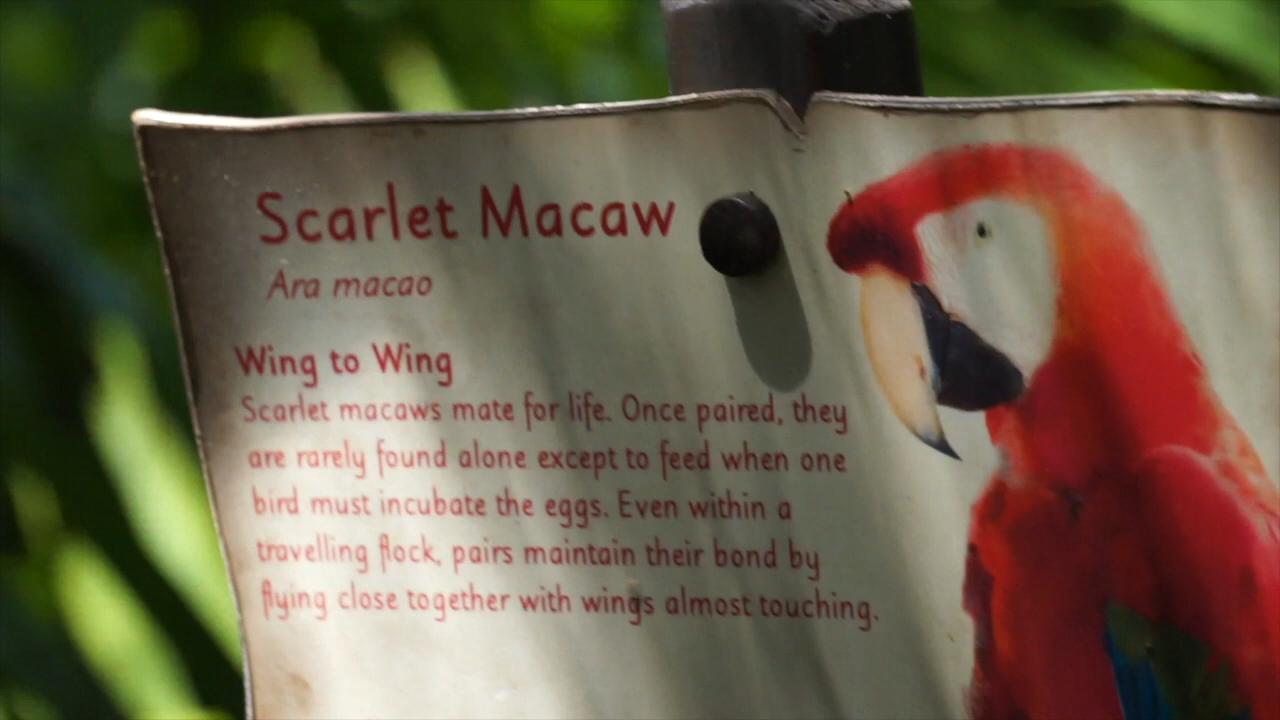 Scarlet Macaw
Ara macao
Wing to Wing
Scarlet macaws mate for life. Once paired, they
are rarely found alone except to feed when one
bird must incubate the eggs. Even within a
travelling flock, pairs maintain their bond by
flying close together with wings almost touching.